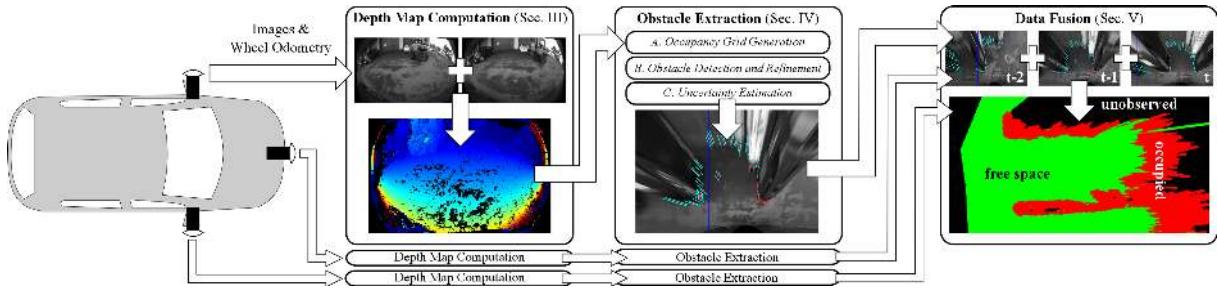 Images &
Wheel Odometry
Depth Map Computation (Sec. III)
Obstacle Extraction (Sec. IV)
A. Occupancy Grid Generation
B. Obstacle Detection and Refinement
C. Uncertainty Estimation
Data Fusion (Sec. V)
t-2
t-1
t
unobserved
free space
occupied
Depth Map Computation
Obstacle Extraction
Depth Map Computation
Obstacle Extraction